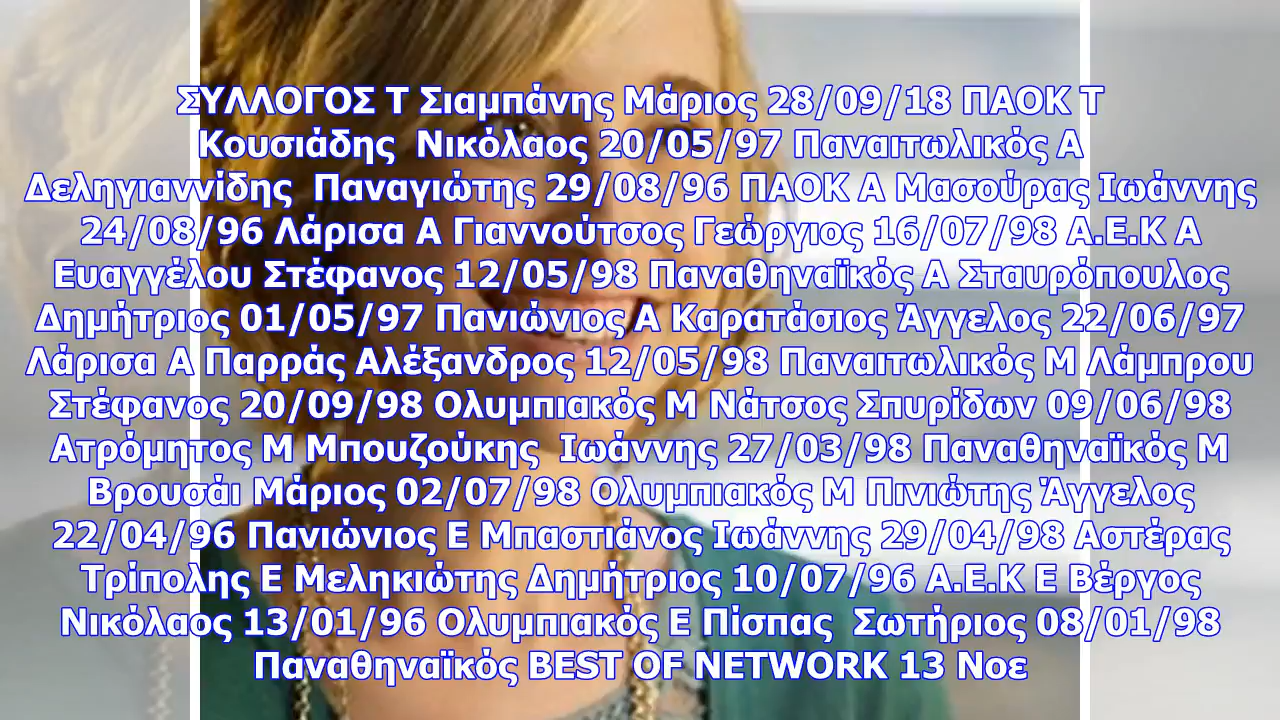 ΣΥΛΛΟΓΟΣ Τ Σιαμπάνης Μάριος 28/09/18 ΠΑΟΚ Τ
Κουσιάδης  Νικόλαος 20/05/97 Παναιτωλικός Α
Δεληγιαννίδης  Παναγιώτης 29/08/96 ΠΑΟΚ Α Μασούρας Ιωάννης
24/08/96 Λάρισα Α Γιαννούτσος Γεώργιος 16/07/98 Α.Ε.Κ Α
Ευαγγέλου Στέφανος 12/05/98 Παναθηναϊκός Α Σταυρόπουλος
Δημήτριος 01/05/97 Πανιώνιος Α Καρατάσιος Άγγελος 22/06/97
Λάρισα Α Παρράς Αλέξανδρος 12/05/98 Παναιτωλικός Μ Λάμπρου
Στέφανος 20/09/98 Ολυμπιακός Μ Νάτσος Σπυρίδων 09/06/98
Ατρόμητος Μ Μπουζούκης  Ιωάννης 27/03/98 Παναθηναϊκός Μ
Βρουσάι Μάριος 02/07/98 Ολυμπιακός Μ Πινιώτης Άγγελος
22/04/96 Πανιώνιος Ε Μπαστιάνος Ιωάννης 29/04/98 Αστέρας
Τρίπολης Ε Μεληκιώτης Δημήτριος 10/07/96 Α.Ε.Κ Ε Βέργος
Νικόλαος 13/01/96 Ολυμπιακός Ε Πίσπας  Σωτήριος 08/01/98
Παναθηναϊκός BEST OF NETWORK 13 Νοε